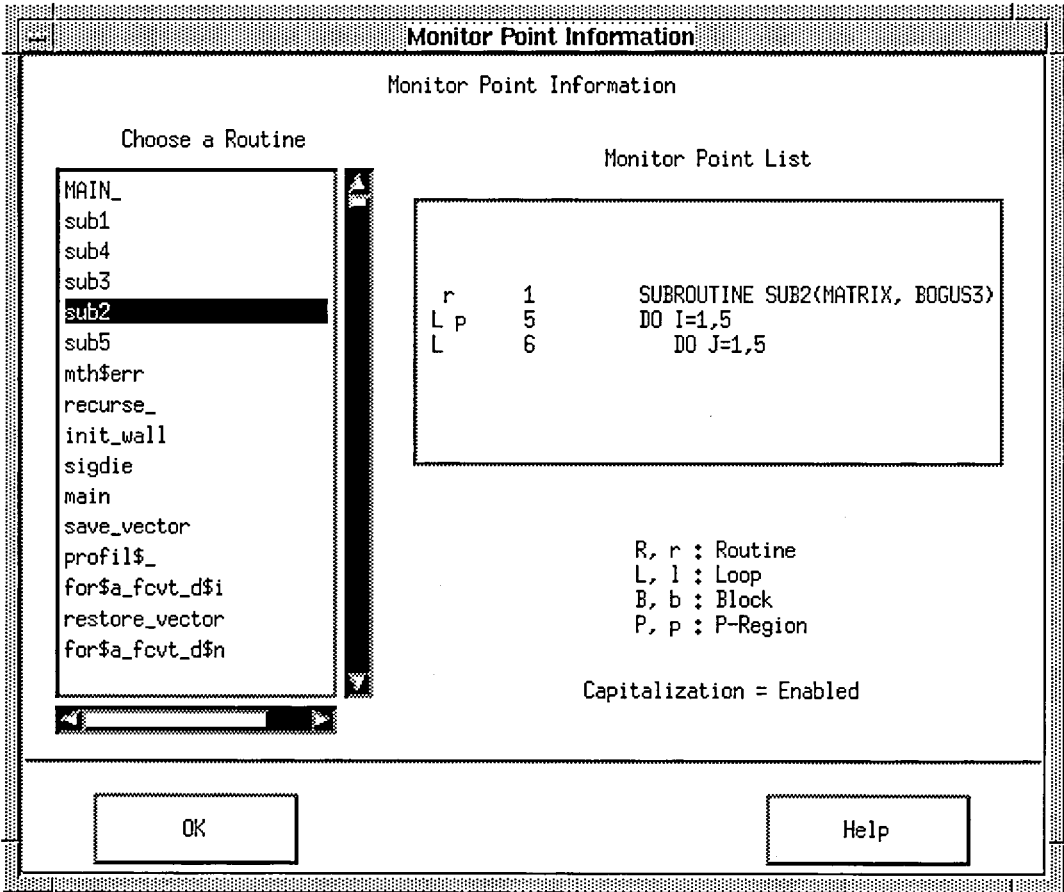 Monitor Point Information
Monitor Point Information
Choose a Routine
MAIN_
sub1
sub4
sub3
sub2
sub5
mth$err
recurse_
init_wall
sigdie
main
save_vector
profil$_
for$a_fcvt_d$i
restore_vector
for$a_fcvt_d$n
Monitor Point List
r 1 SUBROUTINE SUB2(MATRIX, BOGUS3)
L p 5 DO I=1,5
L 6 DO J=1,5
R, r : Routine
L, l : Loop
B, b : Block
P, p : P-Region
Capitalization = Enabled
OK
Help